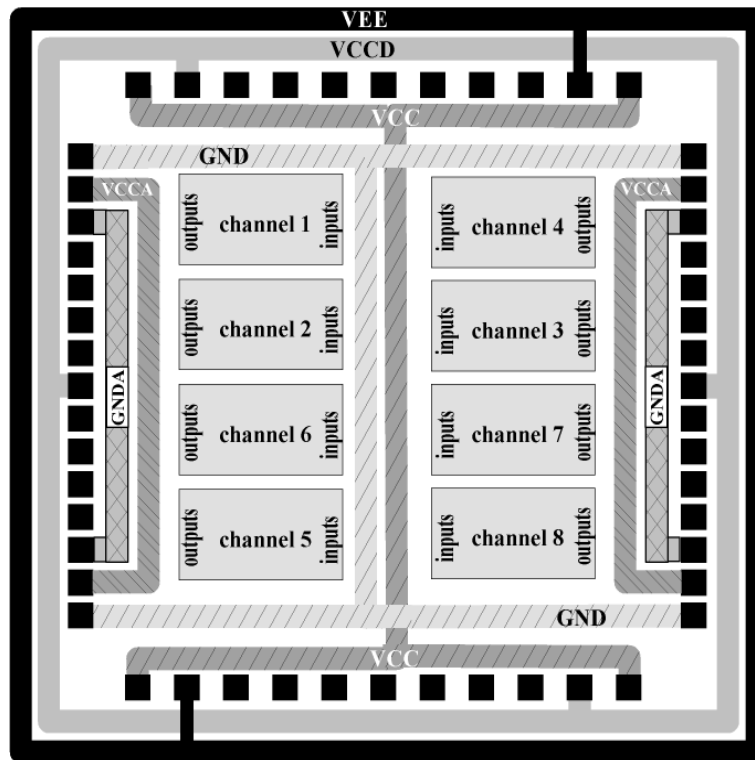 VEE
VCCD
VCC
GND
VCCA
VCCA
outputs channel 1 inputs
inputs channel 4 outputs
outputs channel 2 inputs
inputs channel 3 outputs
GNDA
GNDA
outputs channel 6 inputs
inputs channel 7 outputs
outputs channel 5 inputs
inputs channel 8 outputs
GND
VCC